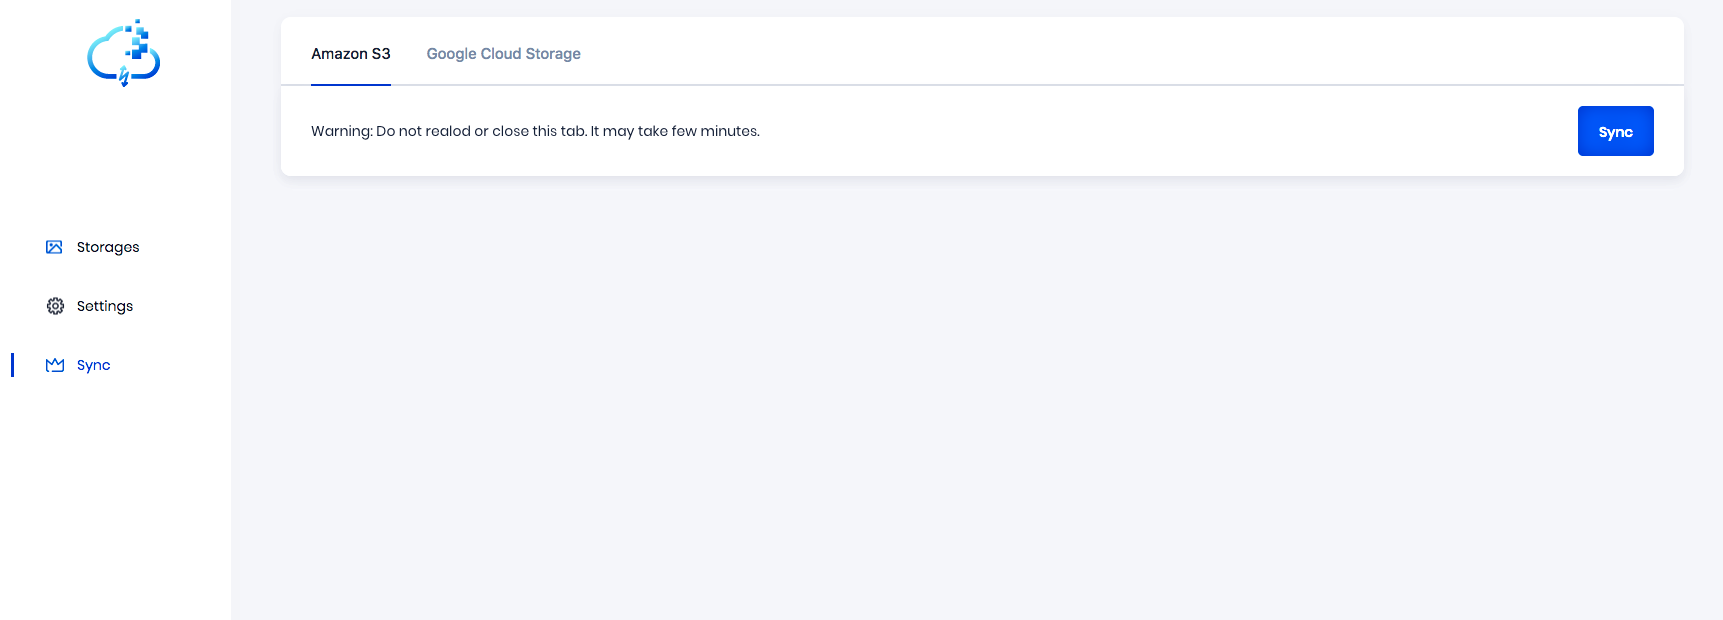 Amazon S3
Google Cloud Storage
Warning: Do not realod or close this tab. It may take few minutes.
Sync
Storages
Settings
Sync